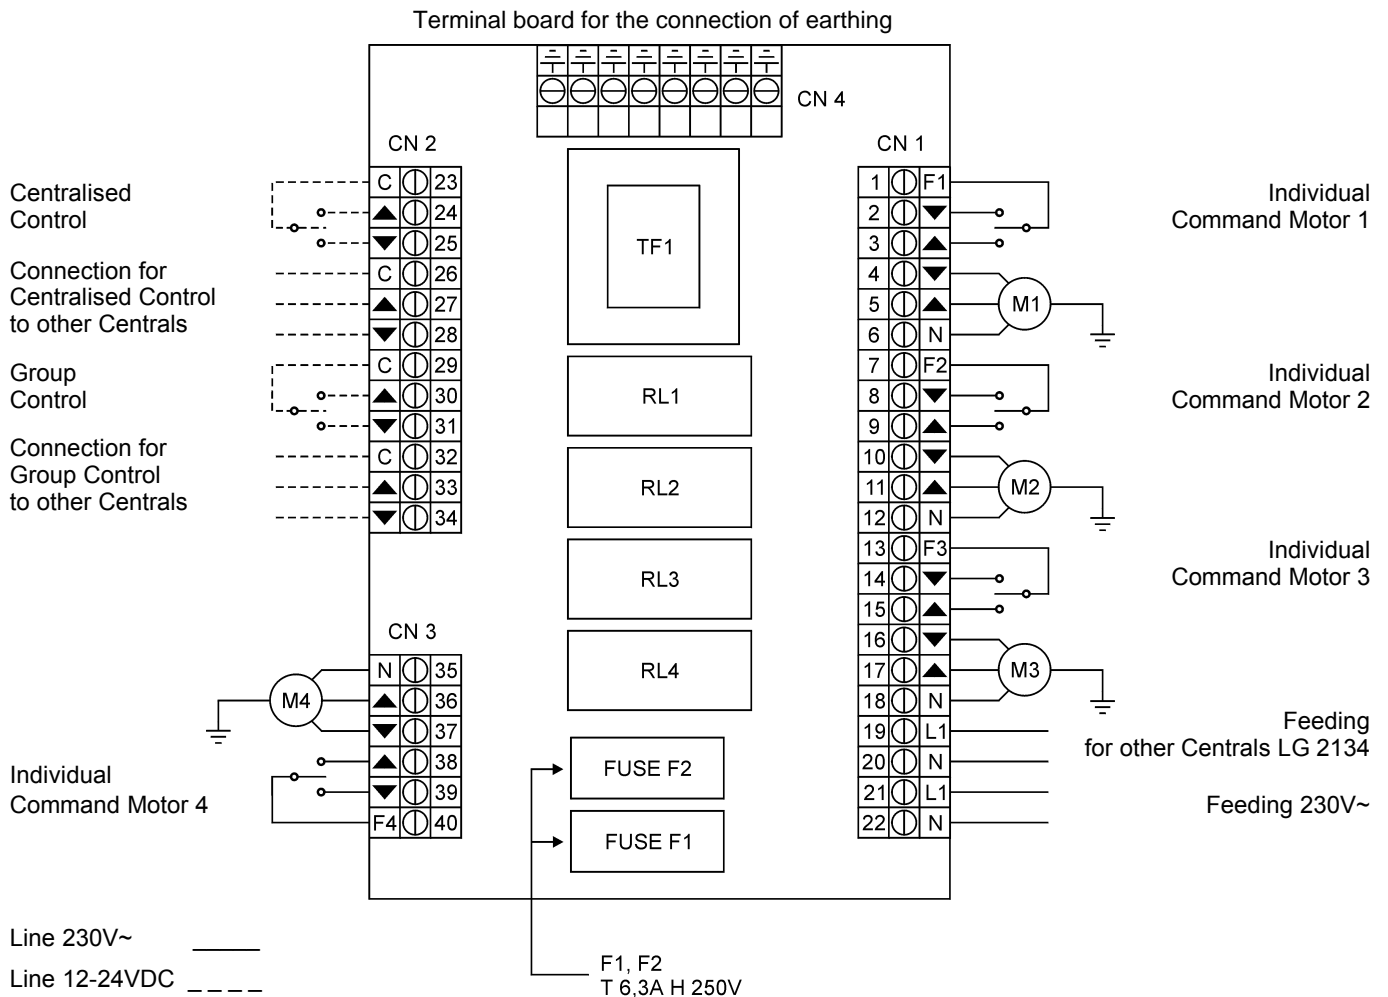 Terminal board for the connection of earthing
CN 4
CN 2
CN 1
Centralised
Control
C 23
24
25
Connection for
Centralised Control
to other Centrals
C 26
27
28
Group
Control
C 29
30
31
Connection for
Group Control
to other Centrals
C 32
33
34
CN 3
N 35
36
37
M4
Individual
Command Motor 4
38
39
F4 40
TF1
RL1
RL2
RL3
RL4
FUSE F2
FUSE F1
1 F1
2
3
Individual
Command Motor 1
4
5
6 N
M1
7 F2
8
9
Individual
Command Motor 2
10
11
12 N
M2
13 F3
14
15
Individual
Command Motor 3
16
17
18 N
M3
19 L1
20 N
Feeding
for other Centrals LG 2134
21 L1
22 N
Feeding 230V~
Line 230V~
Line 12-24VDC
F1, F2
T 6,3A H 250V